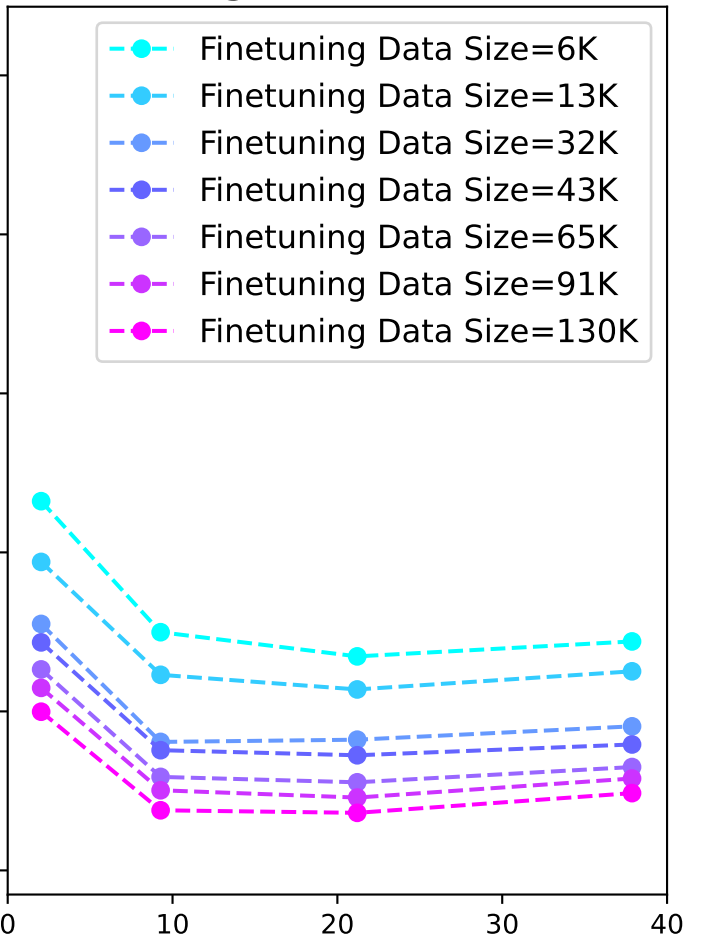 Finetuning Data Size=6K
Finetuning Data Size=13K
Finetuning Data Size=32K
Finetuning Data Size=43K
Finetuning Data Size=65K
Finetuning Data Size=91K
Finetuning Data Size=130K
0 10 20 30 40